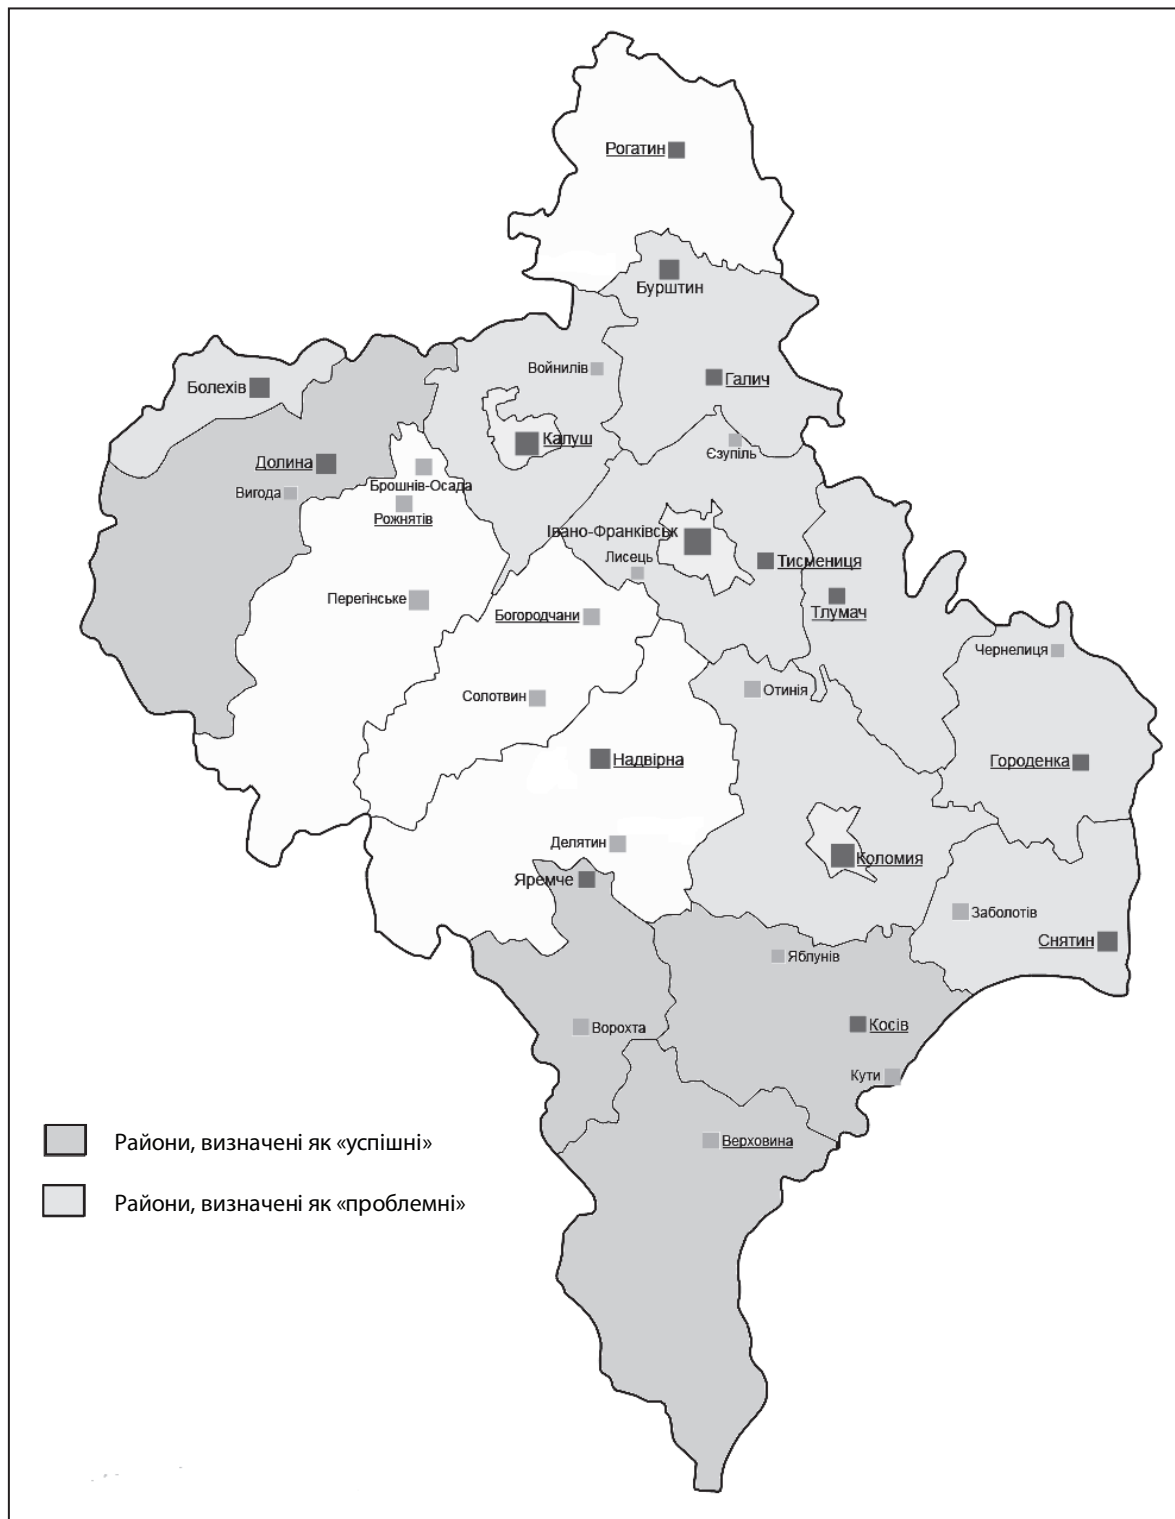 Рогатин
Бурштин
Войнилів
Галич
Болехів
Калуш
Єзупіль
Долина
Вигода
Брошнів-Осада
Рожнятів
Івано-Франківськ
Лисець
Тисмениця
Тлумач
Перегінське
Богородчани
Чернелиця
Отинія
Солотвин
Надвірна
Городенка
Делятин
Коломия
Яремче
Заболотів
Снятин
Яблунів
Ворохта
Косів
Кути
Верховина
Райони, визначені як «успішні»
Райони, визначені як «проблемні»